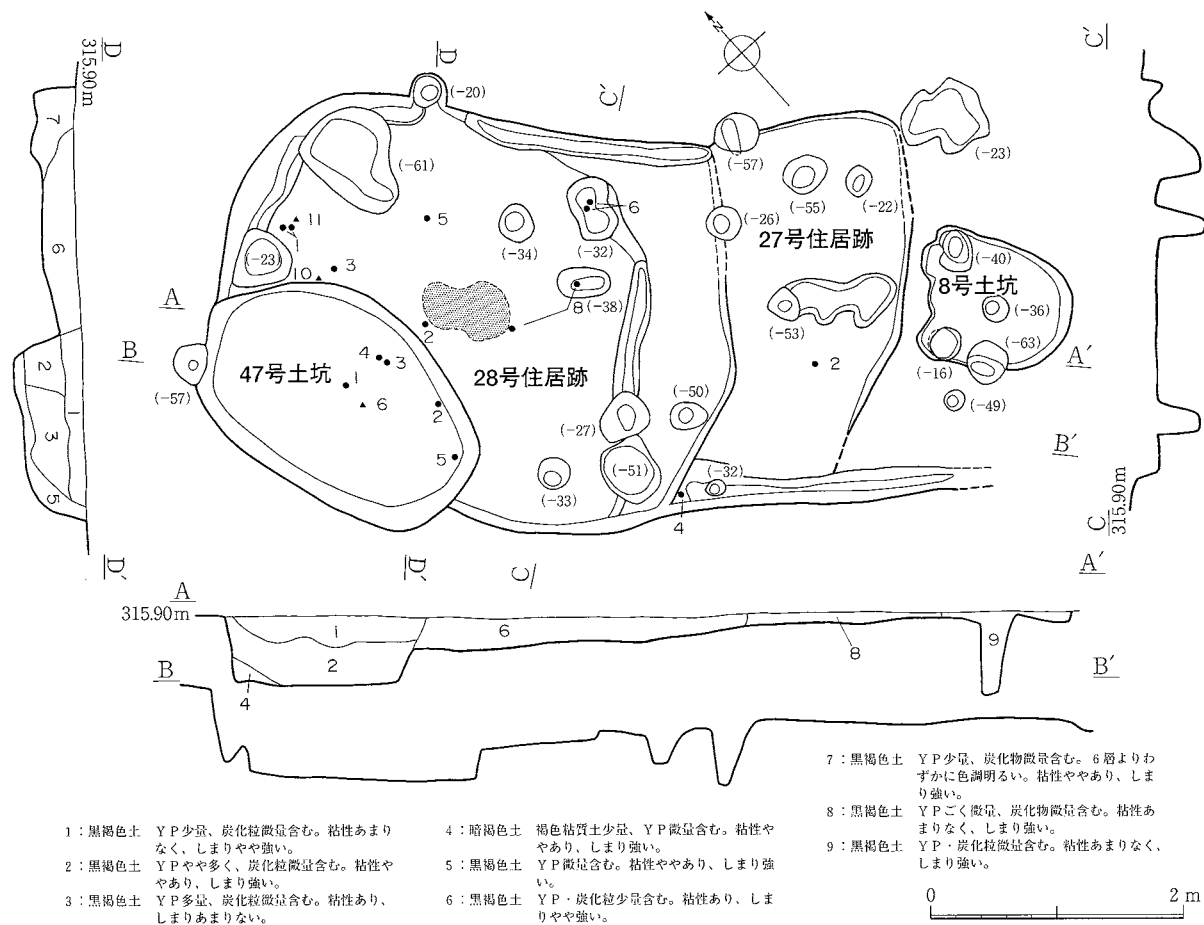 D
315.90m
D
C'
N
C'
(-20)
(-57)
(-23)
7
(-61)
(-55)
(-22)
11
5
6
(-26)
27号住居跡
1
(-34)
(-32)
6
(-23)
3
(-40)
8号土坑
10
A
8
(-38)
(-36)
2
(-53)
(-63)
B
4
3
2
A'
47号土坑
28号住居跡
(-16)
2
1
(-57)
6
2
(-50)
(-49)
1
(-27)
B'
3
5
(-51)
(-32)
5
(-33)
4
C
315.90m
D'
D'
C
A'
A
315.90m
1
6
2
8
9
B
4
B'
1:黒褐色土 YP少量、炭化粒微量含む。粘性あまり
なく、しまりやや強い。
2:黒褐色土 YPやや多く、炭化粒微量含む。粘性や
やあり、しまり強い。
3:黒褐色土 YP多量、炭化粒微量含む。粘性あり、
しまりあまりない。
4:暗褐色土 褐色粘質土少量、YP微量含む。粘性や
やあり、しまり強い。
5:黒褐色土 YP微量含む。粘性ややあり、しまり強
い。
6:黒褐色土 YP・炭化粒少量含む。粘性あり、しま
りやや強い。
7:黒褐色土 YP少量、炭化物微量含む。6層よりわ
ずかに色調明るい。粘性ややあり、しま
り強い。
8:黒褐色土 YPごく微量、炭化物微量含む。粘性あ
まりなく、しまり強い。
9:黒褐色土 YP・炭化粒微量含む。粘性あまりなく、
しまり強い。
0 2m